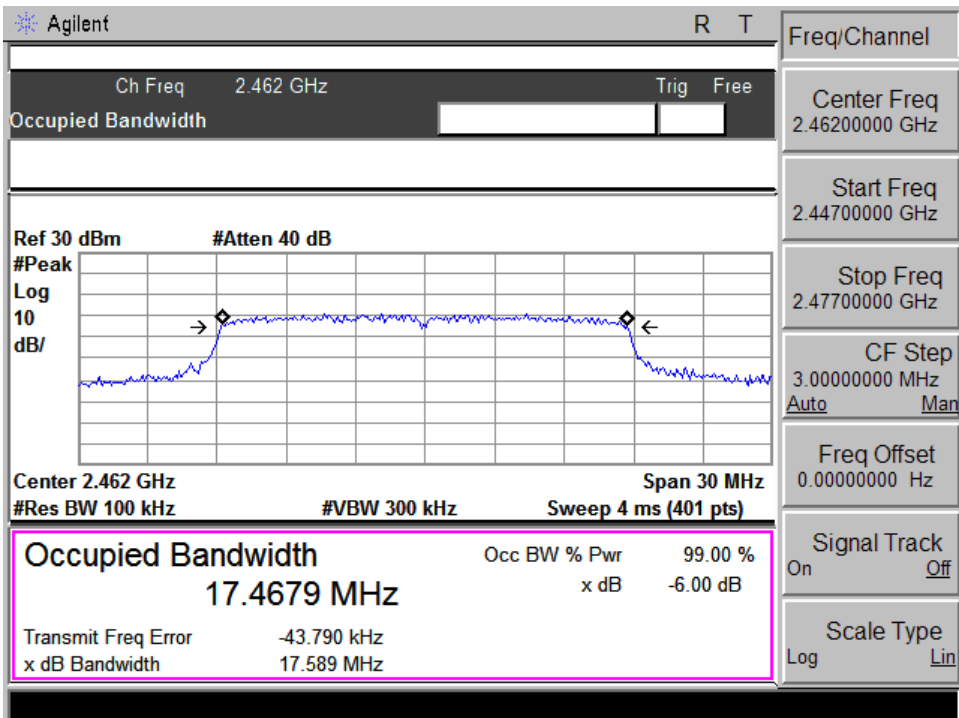 Agilent R T
Ch Freq 2.462 GHz Trig Free
Occupied Bandwidth
Ref 30 dBm #Atten 40 dB
#Peak
Log
10
dB/
Center 2.462 GHz Span 30 MHz
#Res BW 100 kHz #VBW 300 kHz Sweep 4 ms (401 pts)
Occupied Bandwidth Occ BW % Pwr 99.00 %
17.4679 MHz x dB -6.00 dB
Transmit Freq Error -43.790 kHz
x dB Bandwidth 17.589 MHz
Freq/Channel
Center Freq
2.46200000 GHz
Start Freq
2.44700000 GHz
Stop Freq
2.47700000 GHz
CF Step
3.00000000 MHz
Auto Man
Freq Offset
0.00000000 Hz
Signal Track
On Off
Scale Type
Log Lin